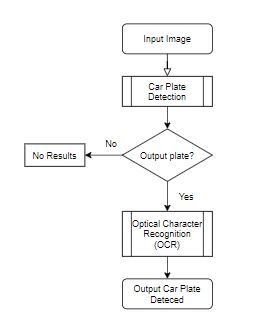 Input Image
Car Plate
Detection
Output plate?
No
No Results
Yes
Optical Character
Recognition
(OCR)
Output Car Plate
Deteced